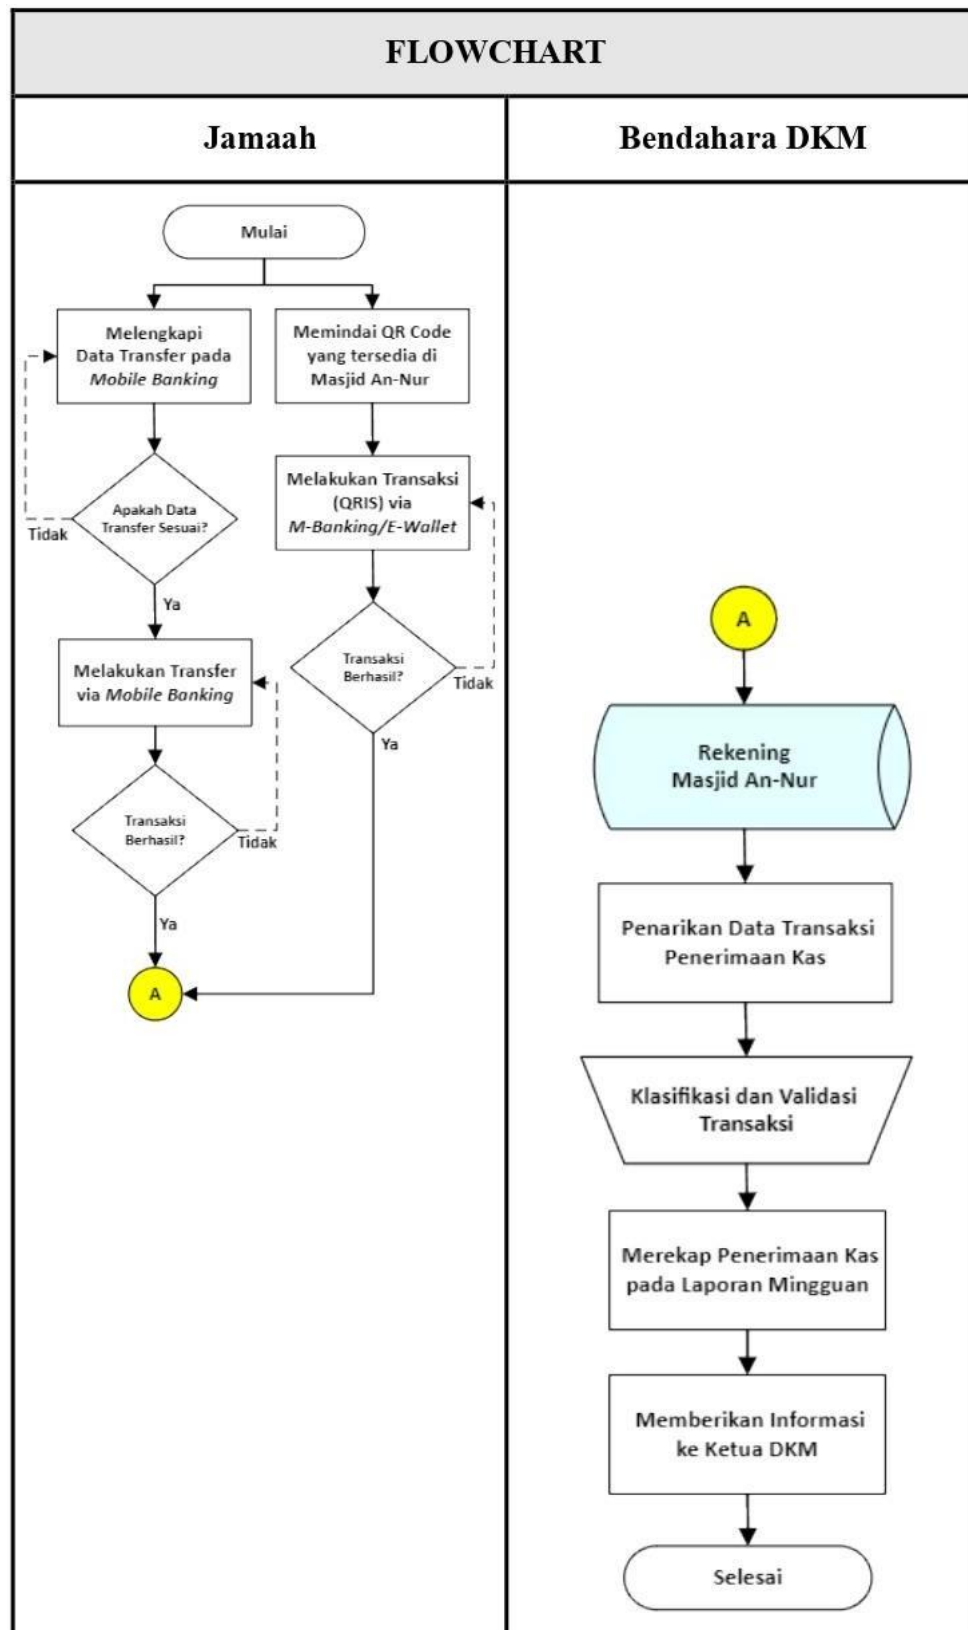 FLOWCHART
Jamaah
Bendahara DKM
Mulai
Melengkapi
Data Transfer pada
Mobile Banking
Memindai QR Code
yang tersedia di
Masjid An-Nur
Apakah Data
Transfer Sesuai?
Tidak
Ya
Melakukan Transaksi
(QRIS) via
M-Banking/E-Wallet
Transaksi
Berhasil?
Tidak
Ya
Melakukan Transfer
via Mobile Banking
Transaksi
Berhasil?
Tidak
Ya
A
A
Rekening
Masjid An-Nur
Penarikan Data Transaksi
Penerimaan Kas
Klasifikasi dan Validasi
Transaksi
Merekap Penerimaan Kas
pada Laporan Mingguan
Memberikan Informasi
ke Ketua DKM
Selesai